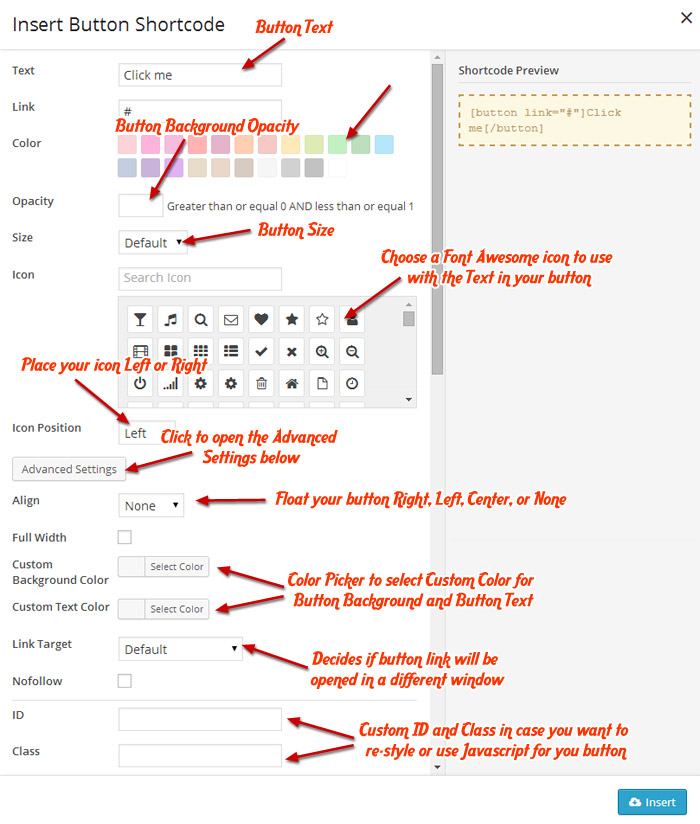 Insert Button Shortcode
×
Button Text
Text
Click me
Shortcode Preview
[button link="#"]Click
me[/button]
Link
#
Button Background Opacity
Color
Opacity
Greater than or equal 0 AND less than or equal 1
Size
Default
Button Size
Icon
Search Icon
Choose a Font Awesome icon to use
with the Text in your button
Place your icon Left or Right
Icon Position
Left
Click to open the Advanced
Settings below
Advanced Settings
Align
None
Float your button Right, Left, Center, or None
Full Width
Custom
Background Color
Select Color
Color Picker to select Custom Color for
Button Background and Button Text
Custom Text Color
Select Color
Link Target
Default
Decides if button link will be
opened in a different window
Nofollow
ID
Custom ID and Class in case you want to
re-style or use Javascript for you button
Class
Insert